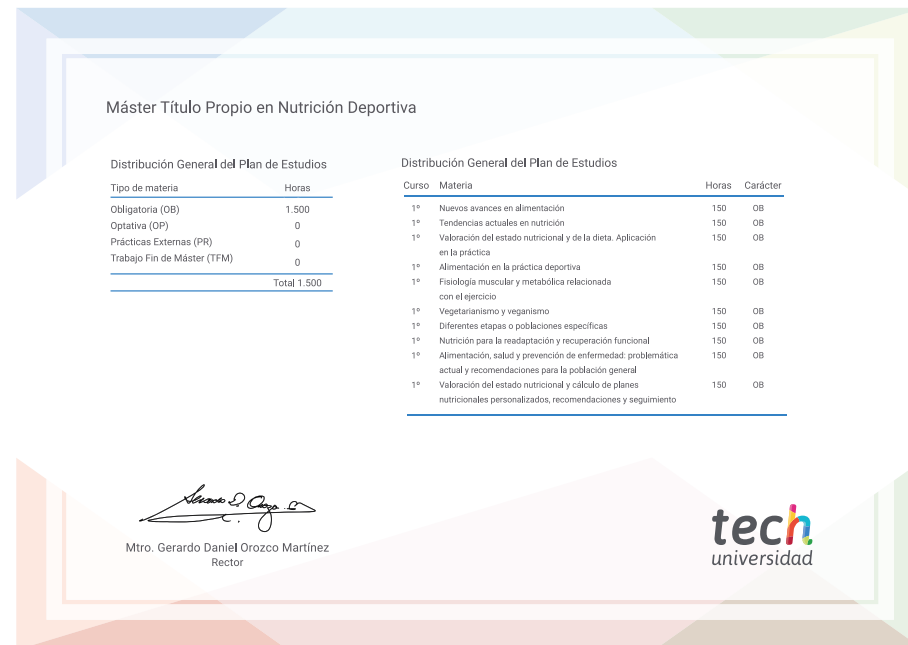 Máster Título Propio en Nutrición Deportiva
Distribución General del Plan de Estudios
Tipo de materia Horas
Obligatoria (OB) 1.500
Optativa (OP) 0
Prácticas Externas (PR) 0
Trabajo Fin de Máster (TFM) 0
Total 1.500
Distribución General del Plan de Estudios
Curso Materia Horas Carácter
1º Nuevos avances en alimentación 150 OB
1º Tendencias actuales en nutrición 150 OB
1º Valoración del estado nutricional y de la dieta. Aplicación 150 OB
en la práctica
1º Alimentación en la práctica deportiva 150 OB
1º Fisiología muscular y metabólica relacionada 150 OB
con el ejercicio
1º Vegetarianismo y veganismo 150 OB
1º Diferentes etapas o poblaciones específicas 150 OB
1º Nutrición para la readaptación y recuperación funcional 150 OB
1º Alimentación, salud y prevención de enfermedad: problemática 150 OB
actual y recomendaciones para la población general
1º Valoración del estado nutricional y cálculo de planes 150 OB
nutricionales personalizados, recomendaciones y seguimiento
Mtro. Gerardo Daniel Orozco Martínez
Rector
tech
universidad